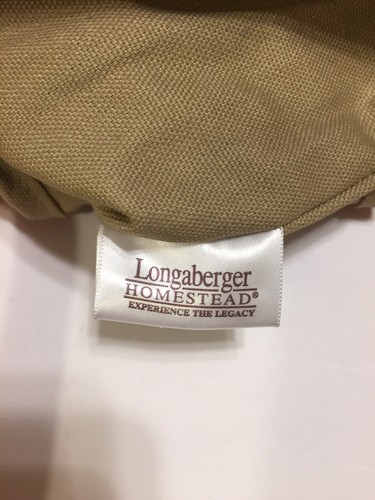 Longaberger
HOMESTEAD®
EXPERIENCE THE LEGACY